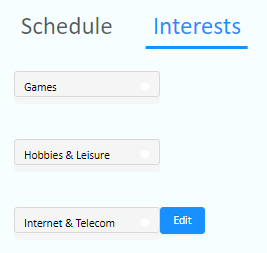 Schedule Interests
Games
Hobbies & Leisure
Internet & Telecom Edit